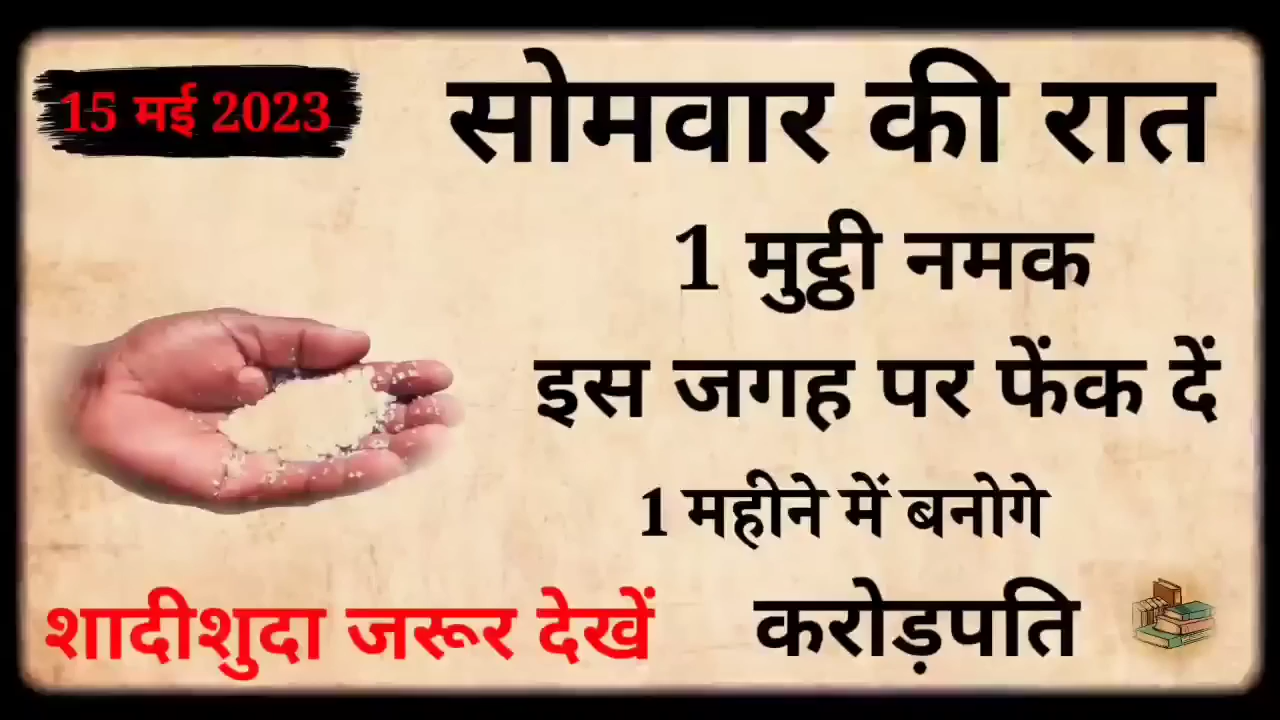 15 मई 2023
सोमवार की रात
1 मुट्ठी नमक
इस जगह पर फेंक दें
1 महीने में बनोगे
करोड़पति
शादीशुदा जरूर देखें